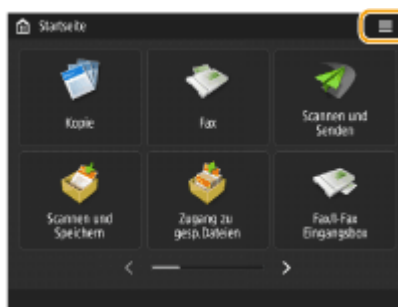 Startseite
Kopie
Fax
Scannen und
Senden
Scannen und
Speichern
Zugang zu
gesp.Dateien
Fax/I-Fax
Eingangsbox